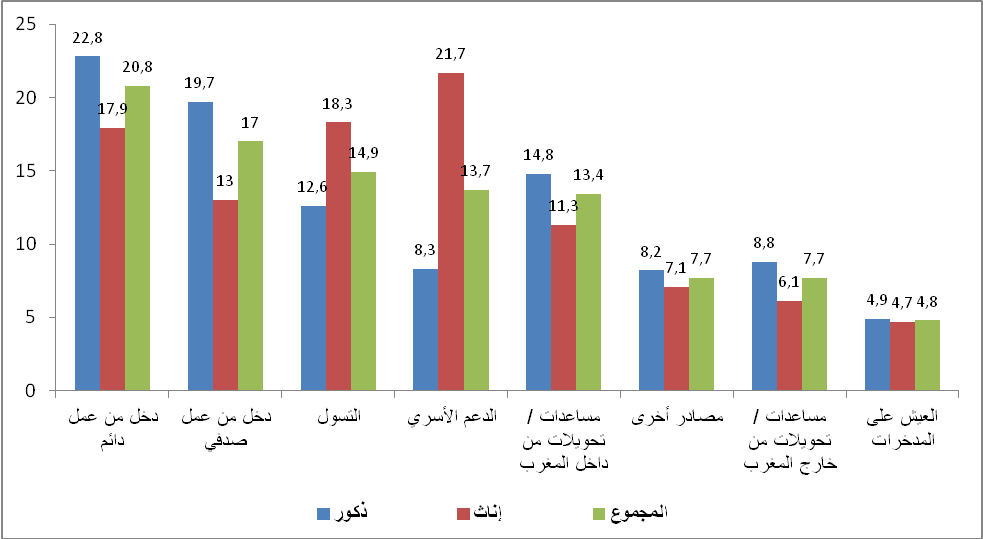 25
20
15
10
5
0
22,8
17,9
20,8
19,7
13
17
12,6
18,3
14,9
8,3
21,7
13,7
14,8
11,3
13,4
8,2
7,1
7,7
8,8
6,1
7,7
4,9
4,7
4,8
دخل من عمل
دائم
دخل من عمل
صدفي
التسول
الدعم الأسري
مساعدات /
تحويلات من
داخل المغرب
مصادر أخرى
مساعدات /
تحويلات من
خارج المغرب
العيش على
المدخرات
ذكور
إناث
المجموع